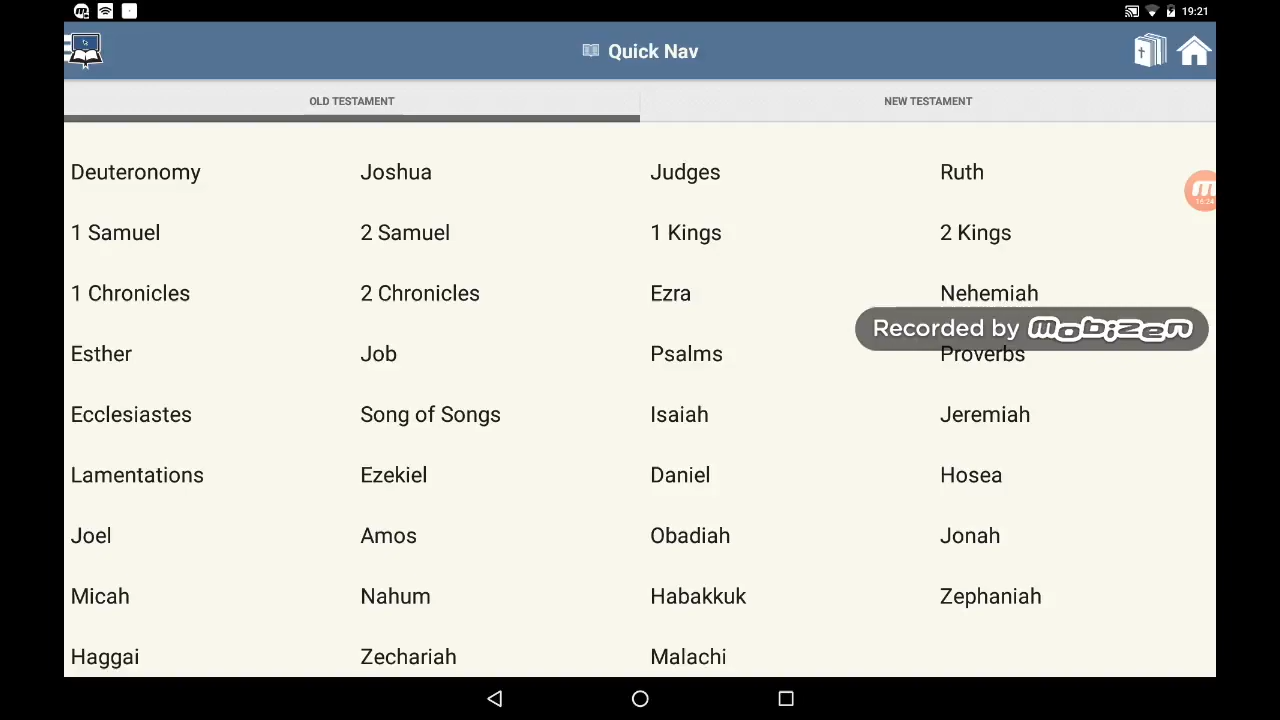 19:21
Quick Nav
OLD TESTAMENT NEW TESTAMENT
Deuteronomy Joshua Judges Ruth
16:24
1 Samuel 2 Samuel 1 Kings 2 Kings
1 Chronicles 2 Chronicles Ezra Nehemiah
Recorded by mobizen
Esther Job Psalms Proverbs
Ecclesiastes Song of Songs Isaiah Jeremiah
Lamentations Ezekiel Daniel Hosea
Joel Amos Obadiah Jonah
Micah Nahum Habakkuk Zephaniah
Haggai Zechariah Malachi